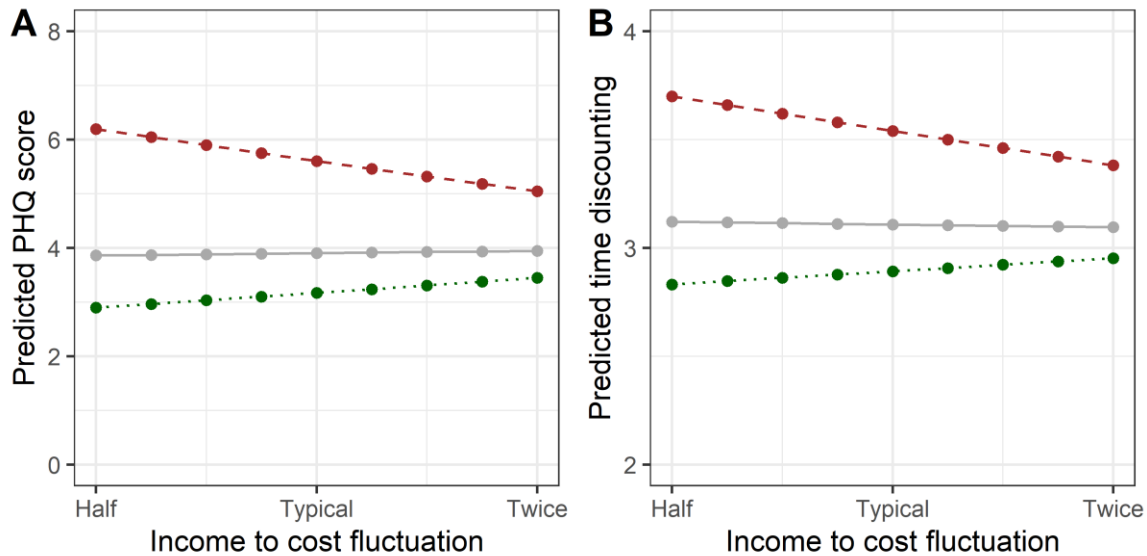 A
Predicted PHQ score
8
6
4
2
0
Half Typical Twice
Income to cost fluctuation
B
Predicted time discounting
4
3
2
Half Typical Twice
Income to cost fluctuation